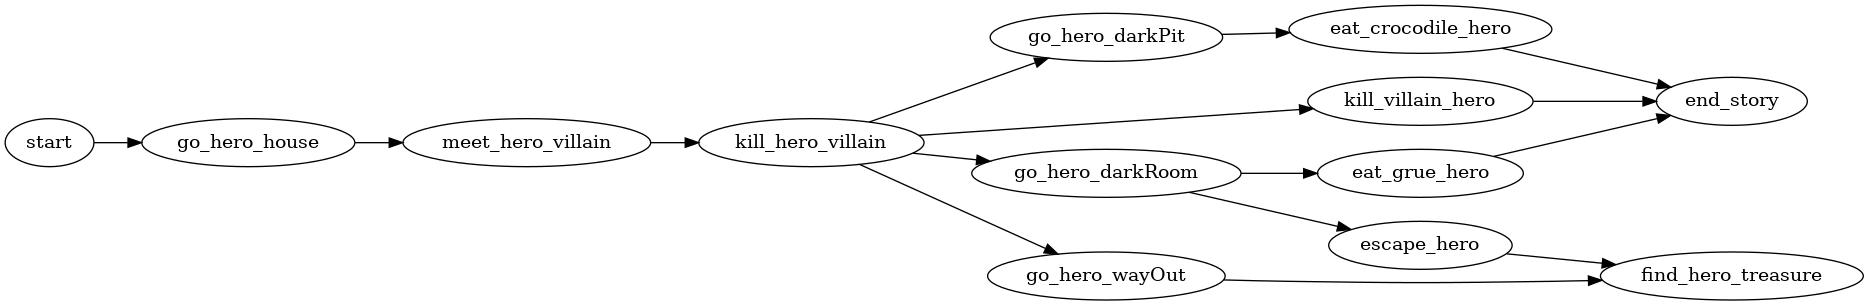 start
go_hero_house
meet_hero_villain
kill_hero_villain
go_hero_darkPit
eat_crocodile_hero
kill_villain_hero
end_story
go_hero_darkRoom
eat_grue_hero
escape_hero
go_hero_wayOut
find_hero_treasure